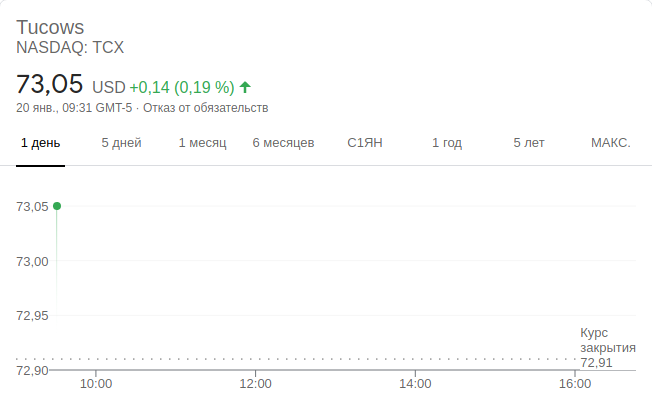 Tucows
NASDAQ: TCX
73,05 USD +0,14 (0,19 %)
20 янв., 09:31 GMT-5 · Отказ от обязательств
1 день 5 дней 1 месяц 6 месяцев С1ЯН 1 год 5 лет МАКС.
73,05
73,00
72,95
Курс
закрытия
72,91
72,90
10:00 12:00 14:00 16:00